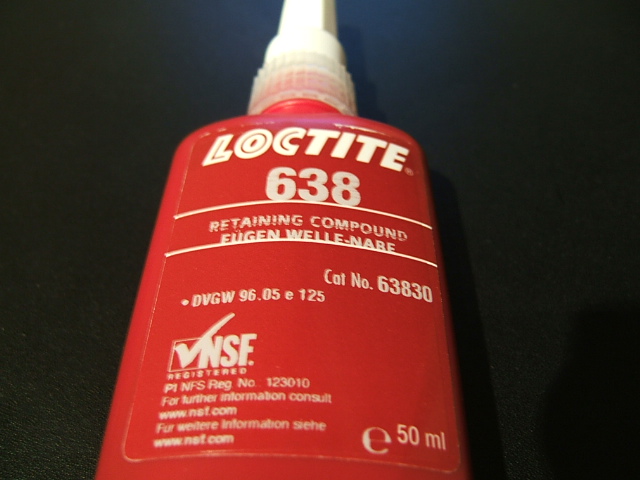 LOCTITE
638
RETAINING COMPOUND
FÜGEN WELLE-NABE
Cat No. 63830
• DVGW 96.05 e 125
NSF.
REGISTERED
P1 NFS Reg. No. 123010
For further information consult
www.nsf.com
Für weitere Information siehe
www.nsf.com
e 50 ml